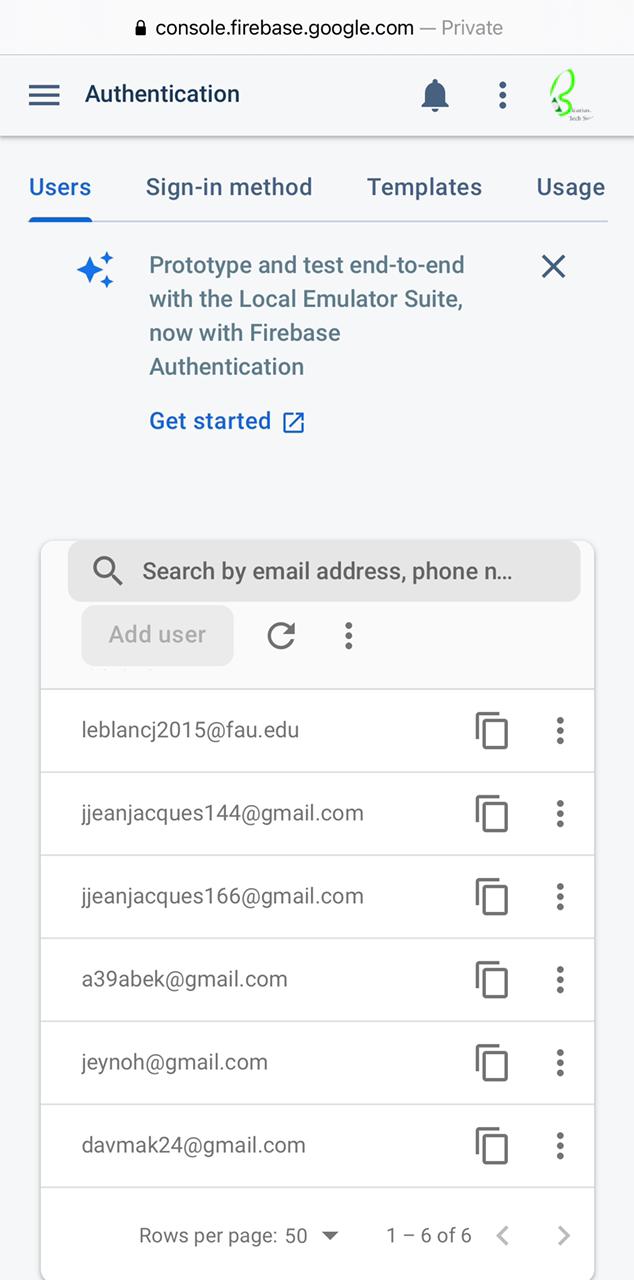 console.firebase.google.com — Private
Authentication
Users Sign-in method Templates Usage
Prototype and test end-to-end
with the Local Emulator Suite,
now with Firebase
Authentication
Get started
Search by email address, phone n...
Add user
leblancj2015@fau.edu
jjeanjacques144@gmail.com
jjeanjacques166@gmail.com
a39abek@gmail.com
jeynoh@gmail.com
davmak24@gmail.com
Rows per page: 50 1 – 6 of 6